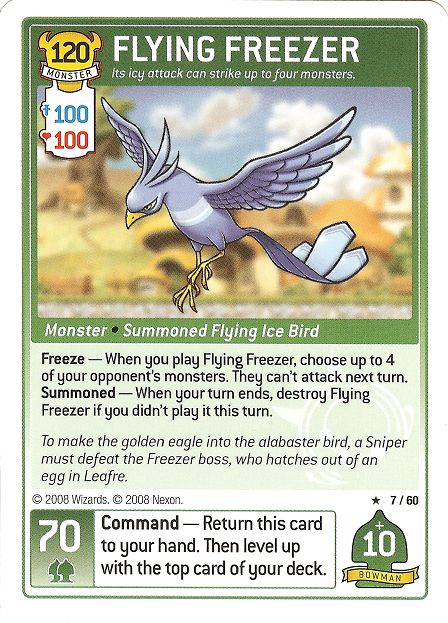 120
MONSTER
FLYING FREEZER
Its icy attack can strike up to four monsters.
100
100
Monster • Summoned Flying Ice Bird
Freeze — When you play Flying Freezer, choose up to 4
of your opponent's monsters. They can't attack next turn.
Summoned — When your turn ends, destroy Flying
Freezer if you didn't play it this turn.
To make the golden eagle into the alabaster bird, a Sniper
must defeat the Freezer boss, who hatches out of an
egg in Leafre.
© 2008 Wizards. © 2008 Nexon.
★ 7 / 60
70
Command — Return this card
to your hand. Then level up
with the top card of your deck.
+
10
BOWMAN